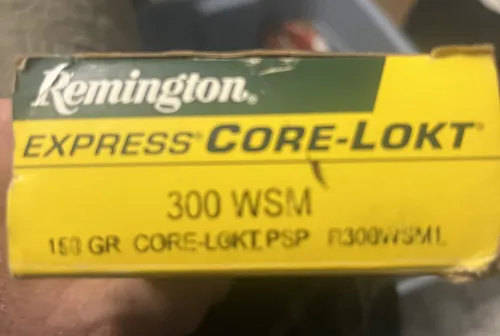 Remington.
EXPRESS® CORE-LOKT®
300 WSM
150 GR CORE-LOKT PSP R300WSM1